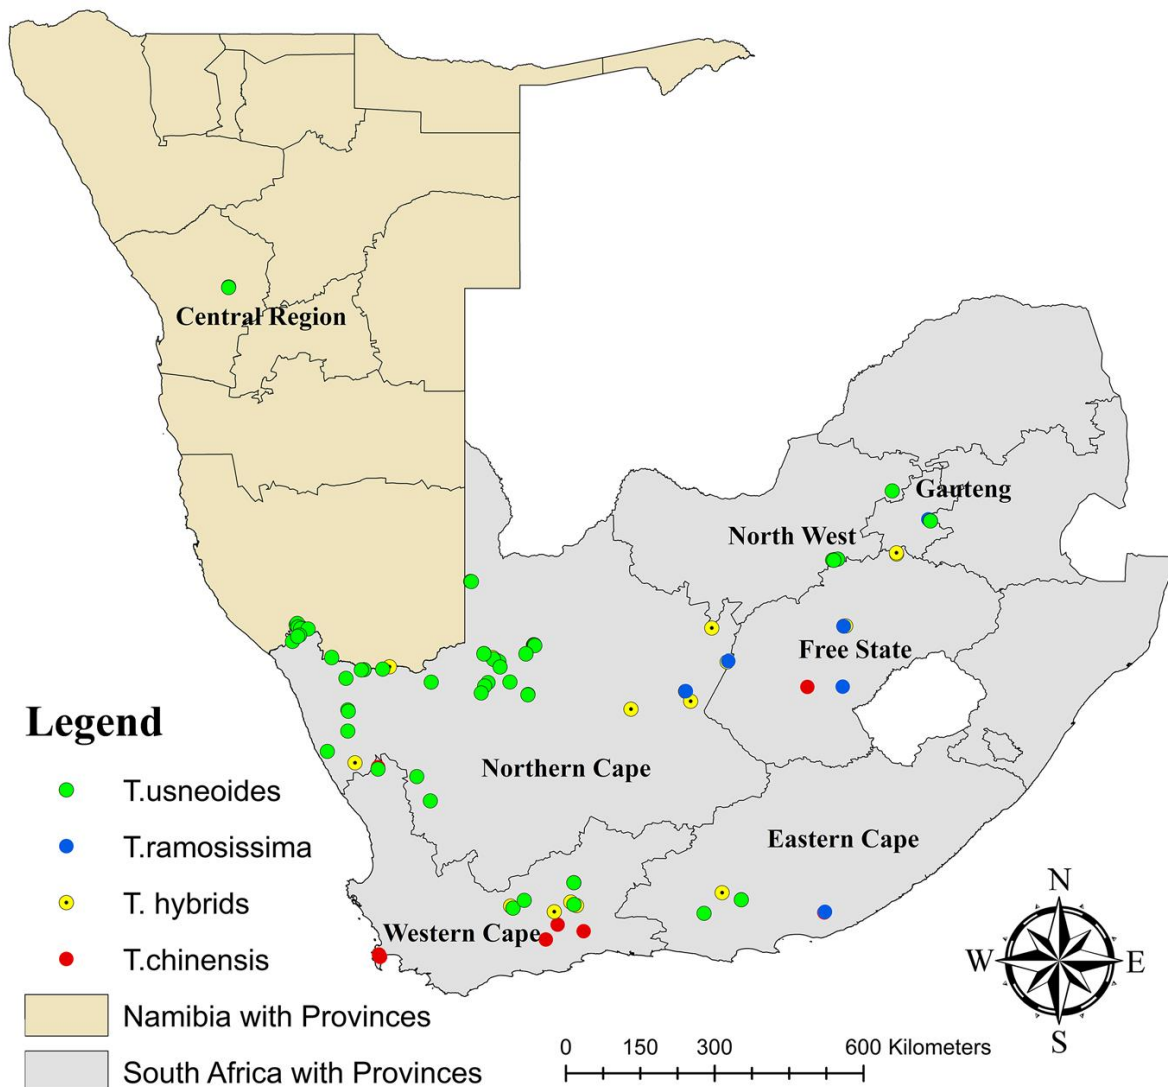 Central Region
Gauteng
North West
Free State
Northern Cape
Eastern Cape
Western Cape
Legend
T.usneoides
T.ramosissima
T. hybrids
T.chinensis
Namibia with Provinces
South Africa with Provinces
N
W E
S
0 150 300 600 Kilometers